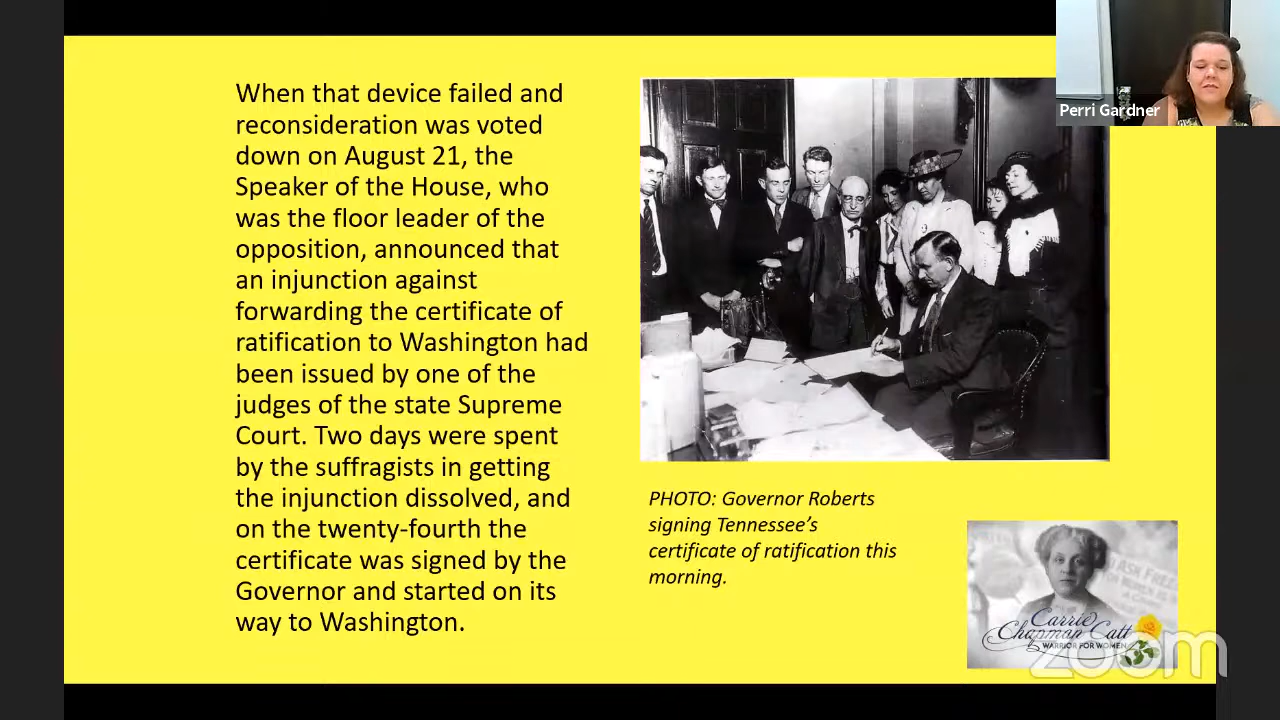 When that device failed and
reconsideration was voted
down on August 21, the
Speaker of the House, who
was the floor leader of the
opposition, announced that
an injunction against
forwarding the certificate of
ratification to Washington had
been issued by one of the
judges of the state Supreme
Court. Two days were spent
by the suffragists in getting
the injunction dissolved, and
on the twenty-fourth the
certificate was signed by the
Governor and started on its
way to Washington.
Perri Gardner
PHOTO: Governor Roberts
signing Tennessee's
certificate of ratification this
morning.
Carrie
Chapman Catt
WARRIOR FOR WOMEN
zoom